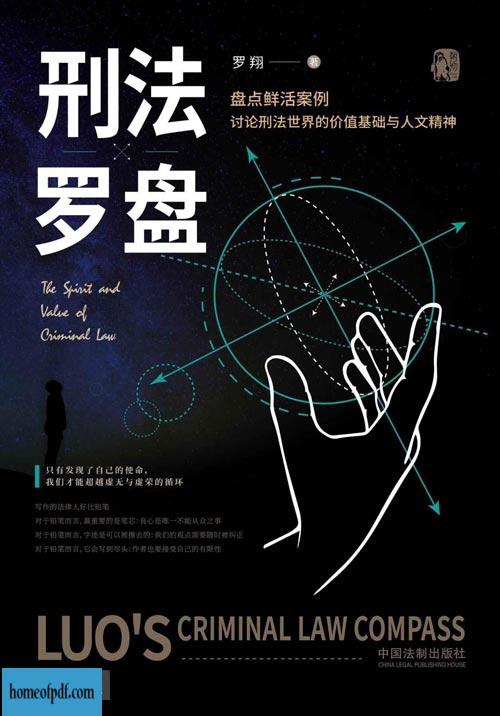 刑法
罗盘
罗翔 著
盘点鲜活案例
讨论刑法世界的价值基础与人文精神
The Spirit and
Value of
Criminal Law
只有发现了自己的使命,
我们才能超越虚无与虚荣的循环
写作的法律人好比铅笔
对于铅笔而言,最重要的是笔芯:良心是唯一不能从众之事
对于铅笔而言,字迹是可以被擦去的:我们的观点需要随时被纠正
对于铅笔而言,它会写到尽头:作者也要接受自己的有限性
LUO'S CRIMINAL LAW COMPASS
中国法制出版社
CHINA LEGAL PUBLISHING HOUSE
homeofpdf.com